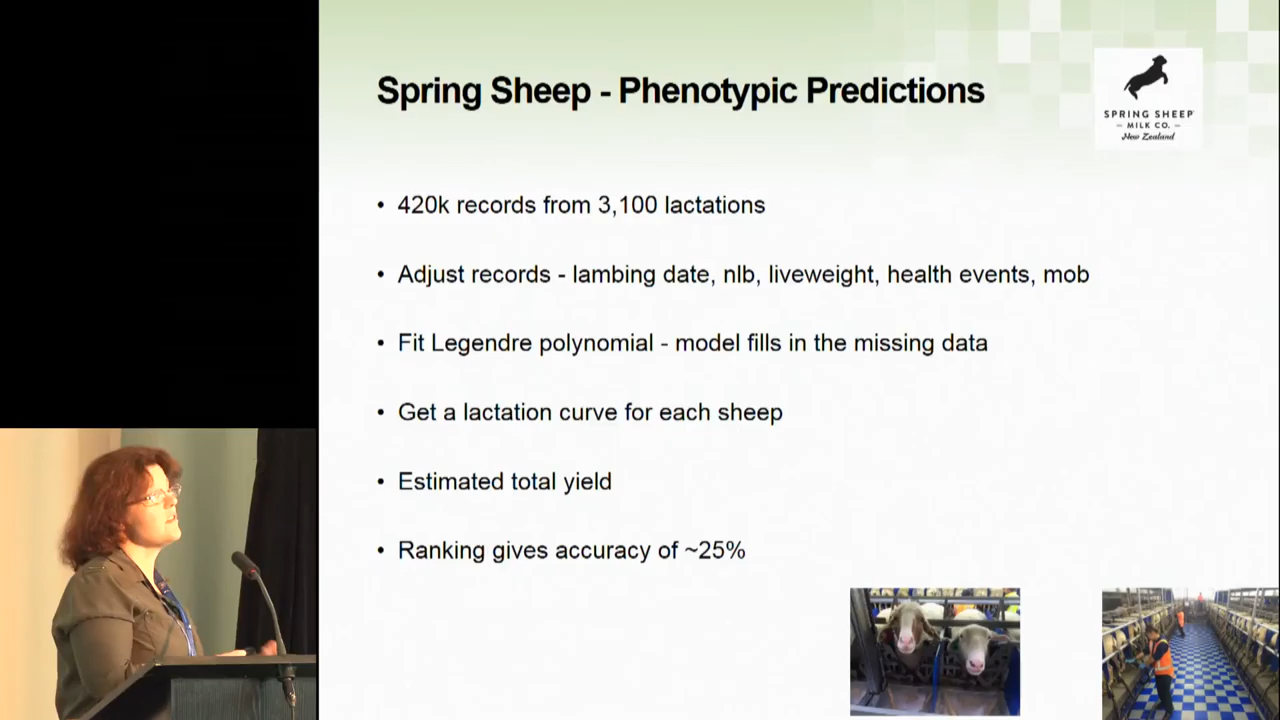 Spring Sheep - Phenotypic Predictions
SPRING SHEEP
MILK CO.
New Zealand
• 420k records from 3,100 lactations
• Adjust records - lambing date, nlb, liveweight, health events, mob
• Fit Legendre polynomial - model fills in the missing data
• Get a lactation curve for each sheep
• Estimated total yield
• Ranking gives accuracy of ~25%